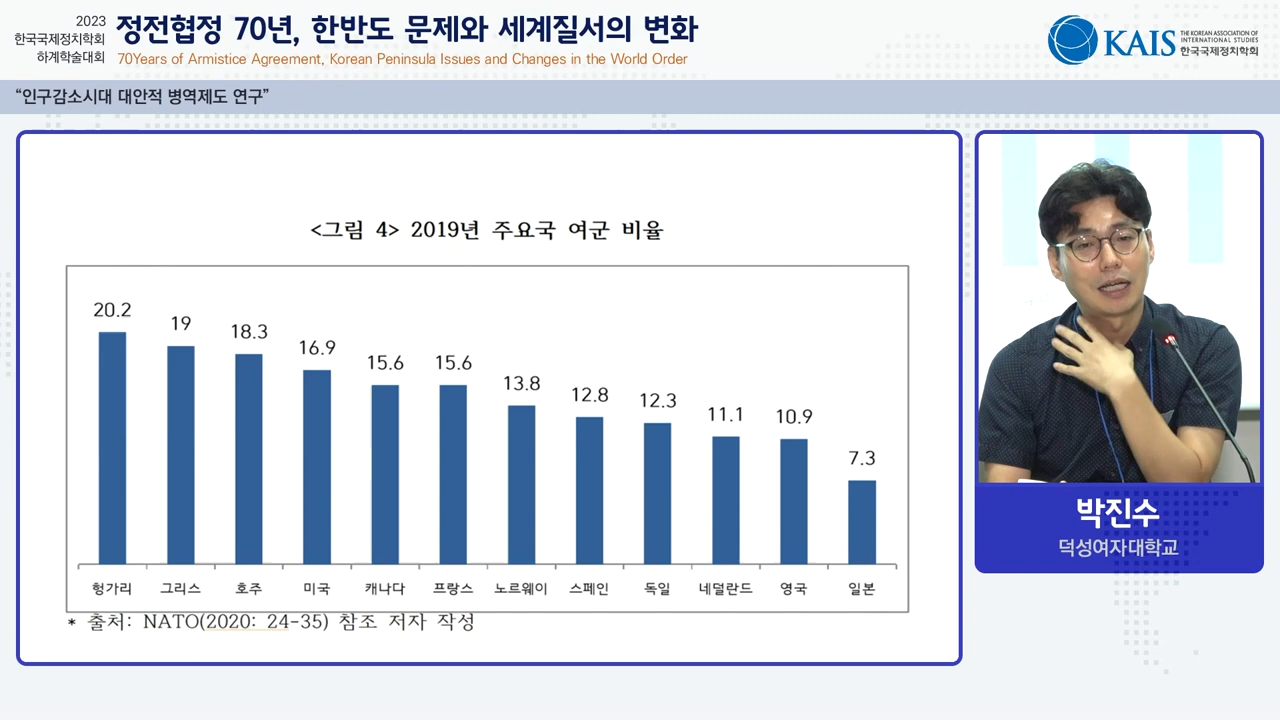 2023
한국국제정치학회
하계학술대회
정전협정 70년, 한반도 문제와 세계질서의 변화
70Years of Armistice Agreement, Korean Peninsula Issues and Changes in the World Order
KAIS
THE KOREAN ASSOCIATION OF
INTERNATIONAL STUDIES
한국국제정치학회
“인구감소시대 대안적 병역제도 연구”
<그림 4> 2019년 주요국 여군 비율
20.2
19
18.3
16.9
15.6
15.6
13.8
12.8
12.3
11.1
10.9
7.3
헝가리 그리스 호주 미국 캐나다 프랑스 노르웨이 스페인 독일 네덜란드 영국 일본
* 출처: NATO(2020: 24-35) 참조 저자 작성
박진수
덕성여자대학교